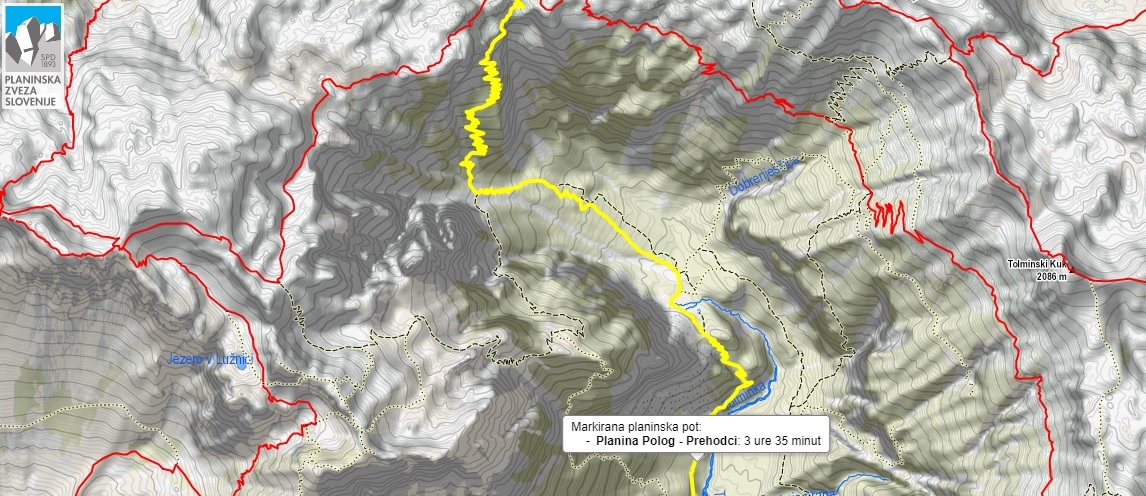 SPD
1893
PLANINSKA
ZVEZA
SLOVENIJE
Tolminski Kuk
2086 m
Jezero v Lužnici
Markirana planinska pot:
- Planina Polog - Prehodci: 3 ure 35 minut